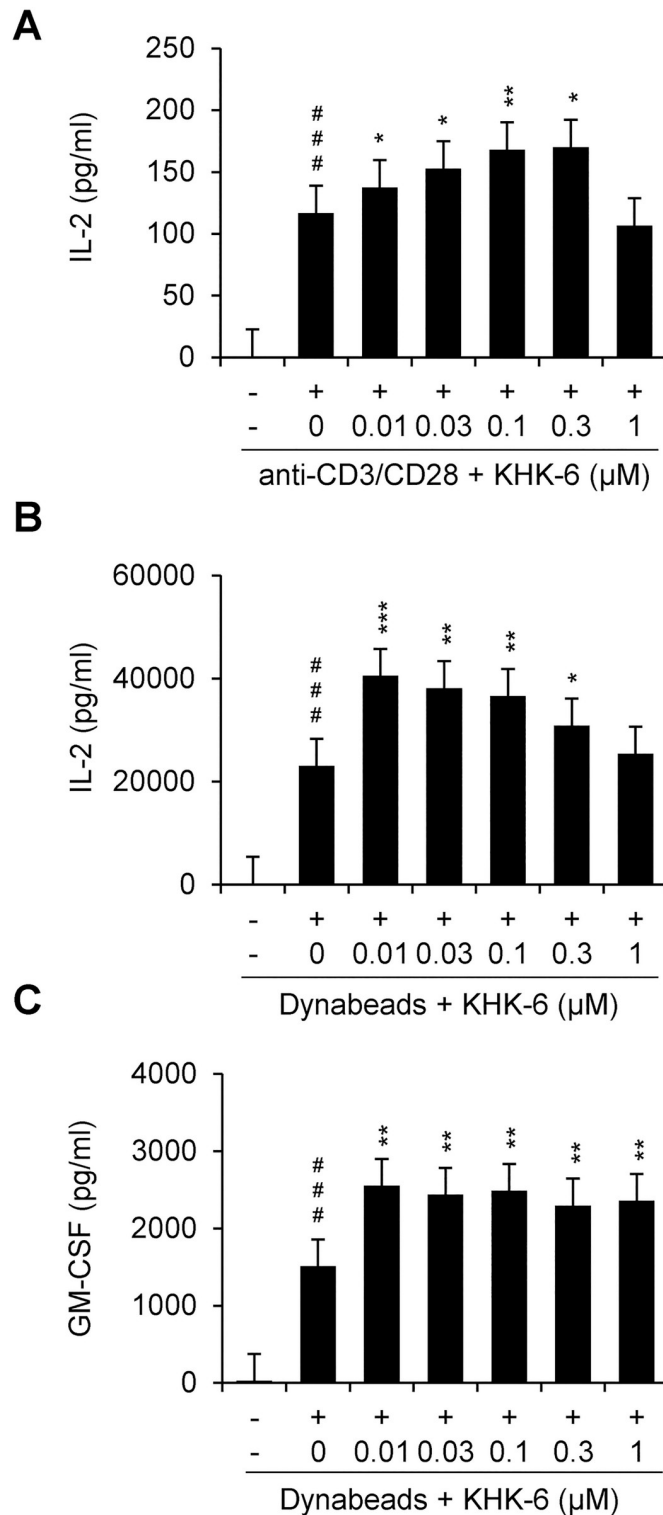 A
IL-2 (pg/ml)
250
200
150
100
50
0
###
*
*
**
*
- + + + + + +
- 0 0.01 0.03 0.1 0.3 1
anti-CD3/CD28 + KHK-6 (μM)
B
IL-2 (pg/ml)
60000
40000
20000
0
###
***
**
**
*
- + + + + + +
- 0 0.01 0.03 0.1 0.3 1
Dynabeads + KHK-6 (μM)
C
GM-CSF (pg/ml)
4000
3000
2000
1000
0
###
**
**
**
**
**
- + + + + + +
- 0 0.01 0.03 0.1 0.3 1
Dynabeads + KHK-6 (μM)